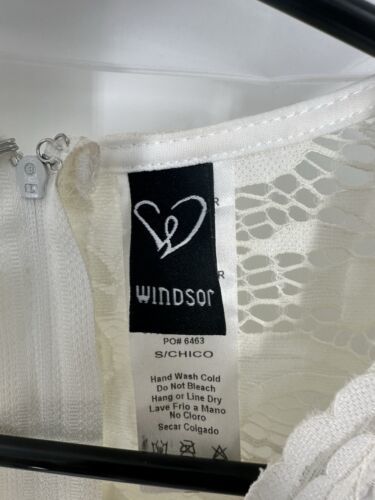 R
WINDSOR
R
PO# 6463
S/CHICO
Hand Wash Cold
Do Not Bleach
Hang or Line Dry
Lave Frio a Mano
No Cloro
Secar Colgado